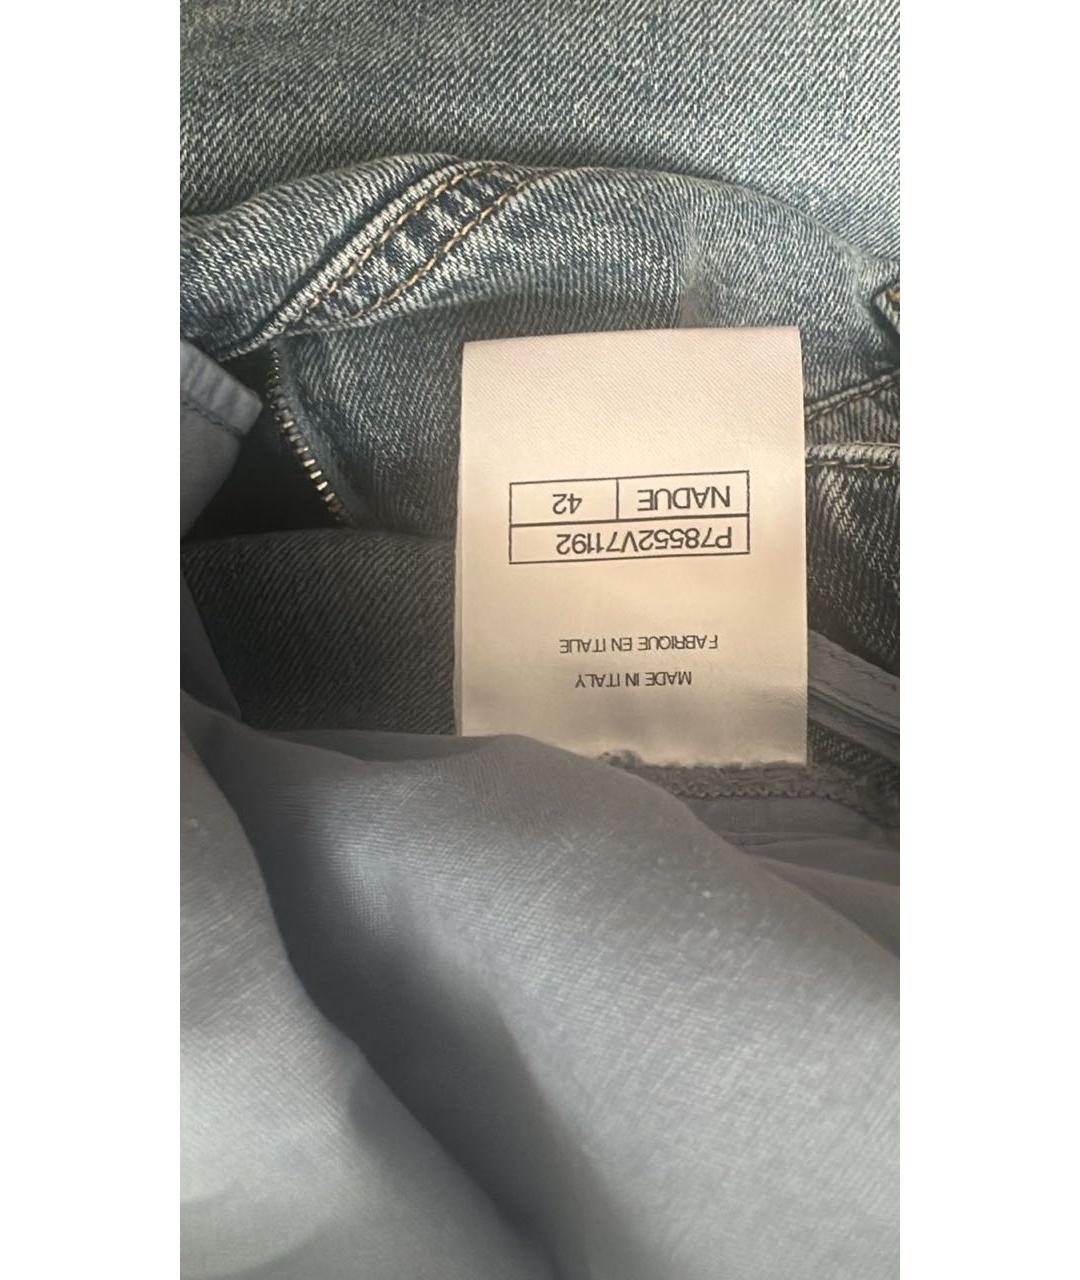 MADE IN ITALY
FABRIQUE EN ITALIE
P78552V71192
NADUE 42